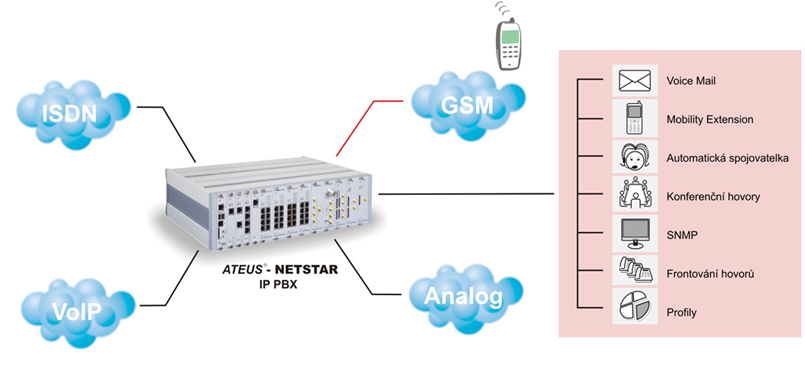 ISDN
GSM
ATEUS® - NETSTAR
IP PBX
VoIP
Analog
Voice Mail
Mobility Extension
Automatická spojovatelka
Konferenční hovory
SNMP
Frontování hovorů
Profily